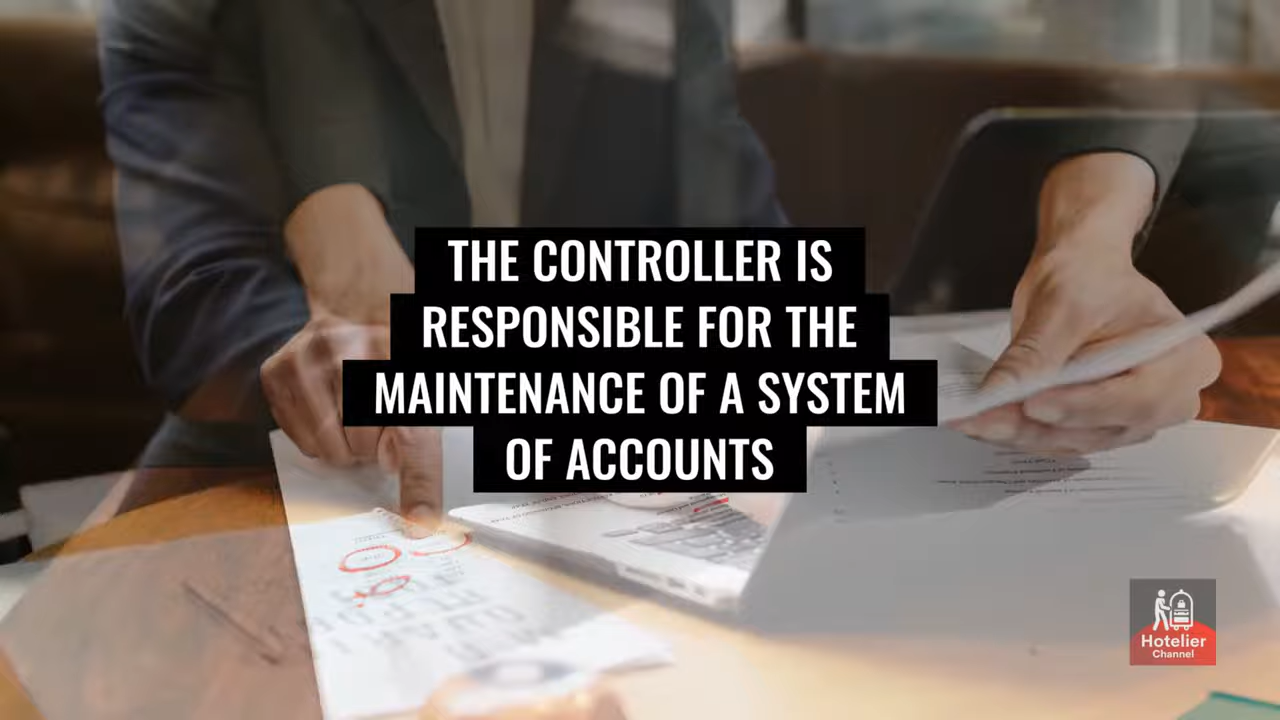 THE CONTROLLER IS
RESPONSIBLE FOR THE
MAINTENANCE OF A SYSTEM
OF ACCOUNTS
Hotelier
Channel